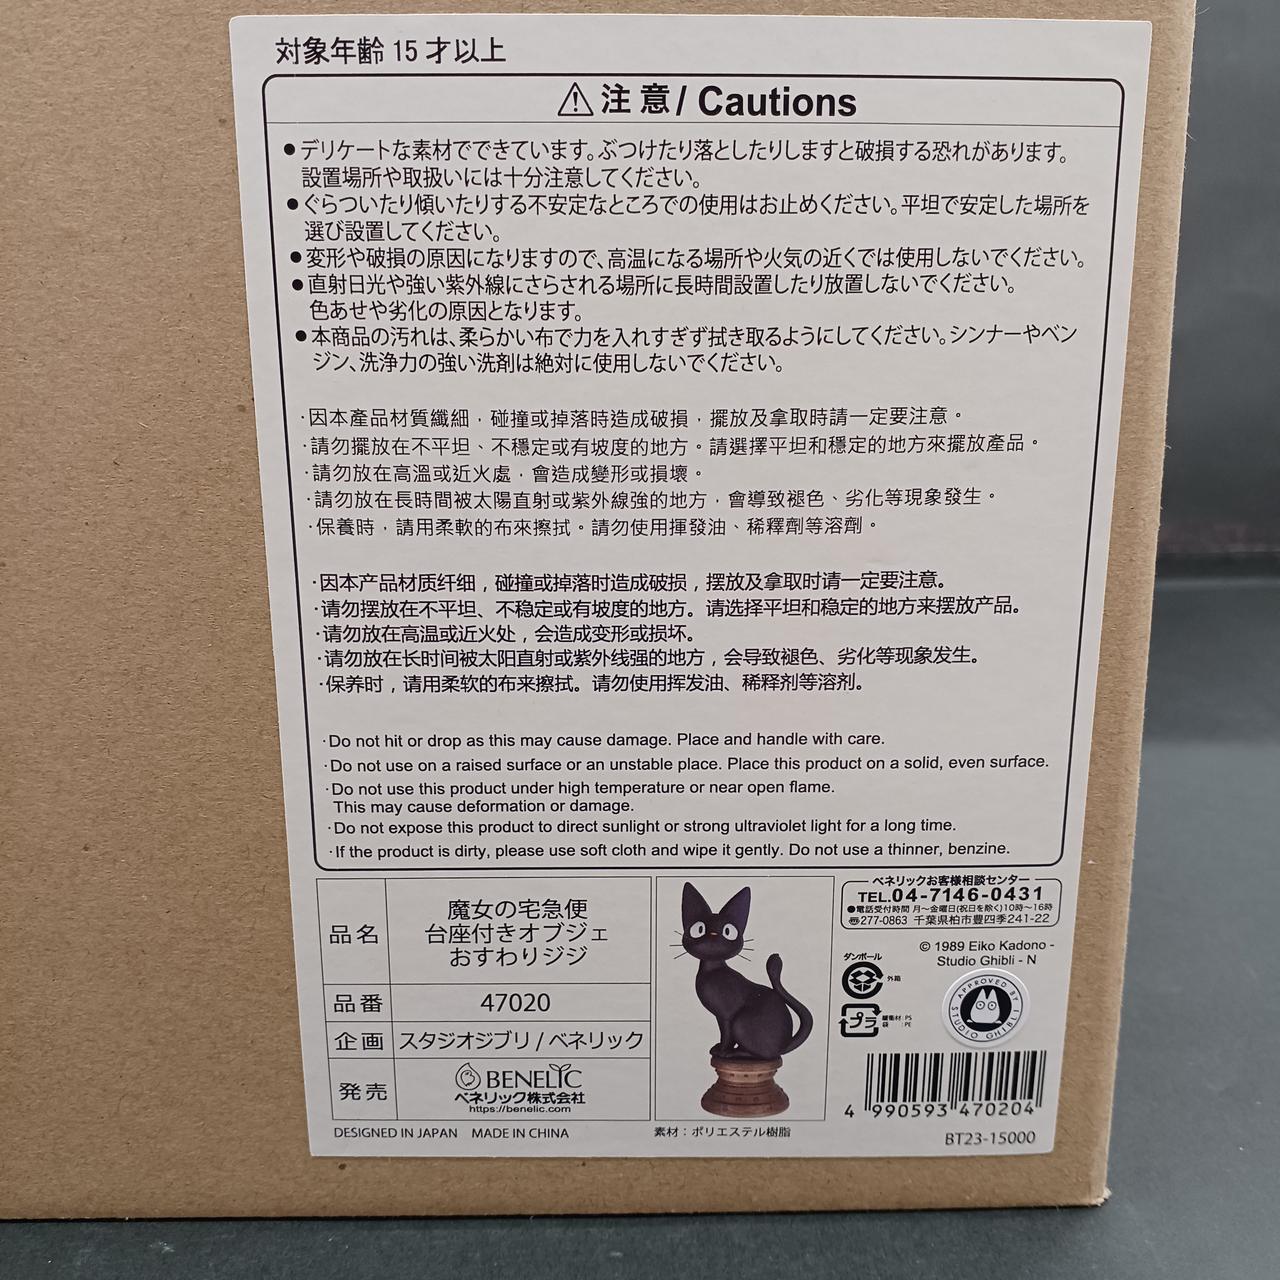 対象年齢 15 才以上
注意 / Cautions
●デリケートな素材でできています。ぶつけたり落としたりしますと破損する恐れがあります。
設置場所や取扱いには十分注意してください。
●ぐらついたり傾いたりする不安定なところでの使用はお止めください。平坦で安定した場所を
選び設置してください。
●変形や破損の原因になりますので、高温になる場所や火気の近くでは使用しないでください。
●直射日光や強い紫外線にさらされる場所に長時間設置したり放置しないでください。
色あせや劣化の原因となります。
●本商品の汚れは、柔らかい布で力を入れすぎず拭き取るようにしてください。シンナーやベン
ジン、洗浄力の強い洗剤は絶対に使用しないでください。
·因本產品材質纖細，碰撞或掉落時造成破損，擺放及拿取時請一定要注意。
·請勿擺放在不平坦、不穩定或有坡度的地方。請選擇平坦和穩定的地方來擺放產品。
·請勿放在高溫或近火處，會造成變形或損壞。
·請勿放在長時間被太陽直射或紫外線強的地方，會導致褪色、劣化等現象發生。
·保養時，請用柔軟的布來擦拭。請勿使用揮發油、稀釋劑等溶劑。
·因本产品材质纤细，碰撞或掉落时造成破损，摆放及拿取时请一定要注意。
·请勿摆放在不平坦、不稳定或有坡度的地方。请选择平坦和稳定的地方来摆放产品。
·请勿放在高温或近火处，会造成变形或损坏。
·请勿放在长时间被太阳直射或紫外线强的地方，会导致褪色、劣化等现象发生。
·保养时，请用柔软的布来擦拭。请勿使用挥发油、稀释剂等溶剂。
·Do not hit or drop as this may cause damage. Place and handle with care.
·Do not use on a raised surface or an unstable place. Place this product on a solid, even surface.
·Do not use this product under high temperature or near open flame.
This may cause deformation or damage.
·Do not expose this product to direct sunlight or strong ultraviolet light for a long time.
·If the product is dirty, please use soft cloth and wipe it gently. Do not use a thinner, benzine.
品名
魔女の宅急便
台座付きオブジェ
おすわりジジ
品番 47020
企画 スタジオジブリ / ベネリック
発売
BENELIC
ベネリック株式会社
https://benelic.com
DESIGNED IN JAPAN MADE IN CHINA
素材：ポリエステル樹脂
ベネリックお客様相談センター
TEL.04-7146-0431
●電話受付時間 月～金曜日(祝日を除く)10時～16時
277-0863 千葉県柏市豊四季241-22
© 1989 Eiko Kadono -
Studio Ghibli - N
ダンボール
外箱
プラ
緩衝材：PS
袋：PE
APPROVED BY
STUDIO GHIBLI
4 990593 470204
BT23-15000